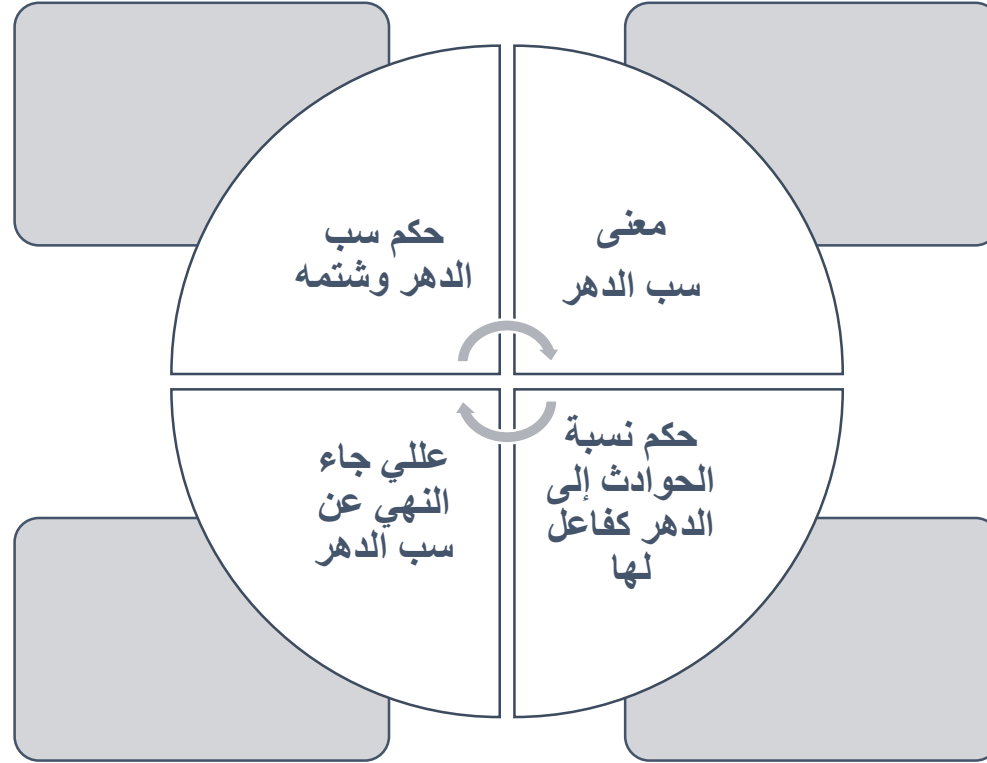 معنى
سب الدهر
حكم سب
الدهر وشتمه
حكم نسبة
الحوادث إلى
الدهر كفاعل
لها
عللي جاء
النهي عن
سب الدهر